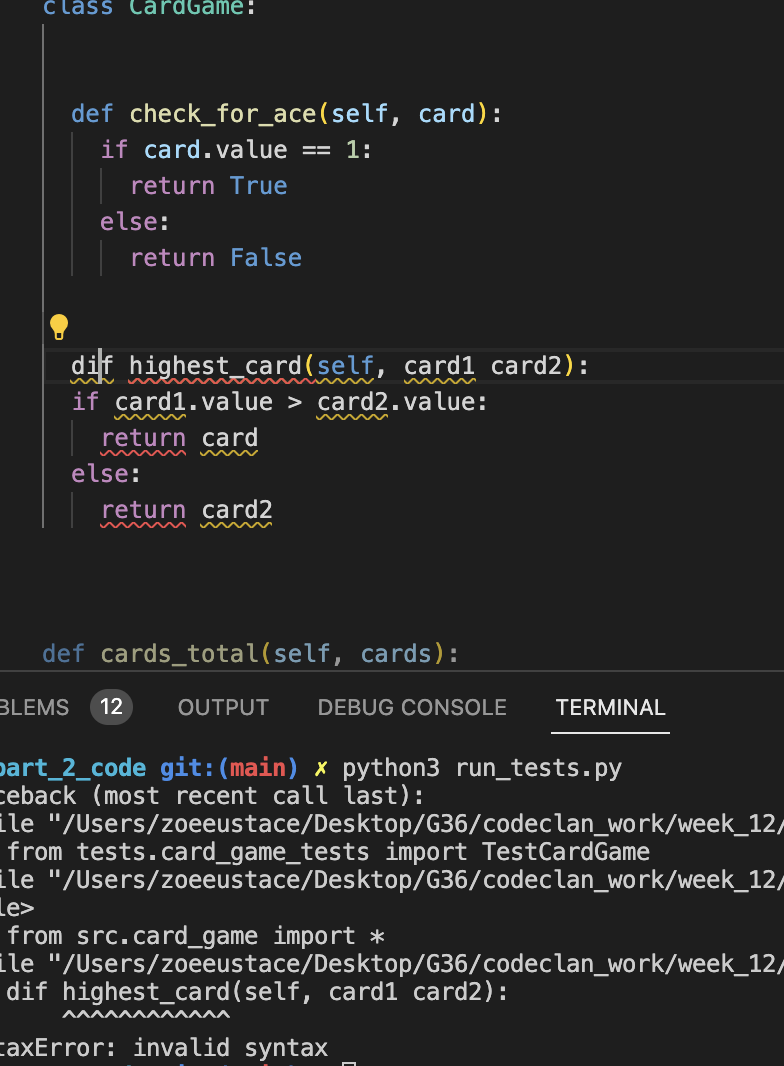 class CardGame:
def check_for_ace(self, card):
if card.value == 1:
return True
else:
return False
dif highest_card(self, card1 card2):
if card1.value > card2.value:
return card
else:
return card2
def cards_total(self, cards):
BLEMS 12 OUTPUT DEBUG CONSOLE TERMINAL
part_2_code git:(main) ✗ python3 run_tests.py
ceback (most recent call last):
ile "/Users/zoeeustace/Desktop/G36/codeclan_work/week_12/
from tests.card_game_tests import TestCardGame
ile "/Users/zoeeustace/Desktop/G36/codeclan_work/week_12/
le>
from src.card_game import *
ile "/Users/zoeeustace/Desktop/G36/codeclan_work/week_12/
dif highest_card(self, card1 card2):
^^^^^^^^^^^^
taxError: invalid syntax